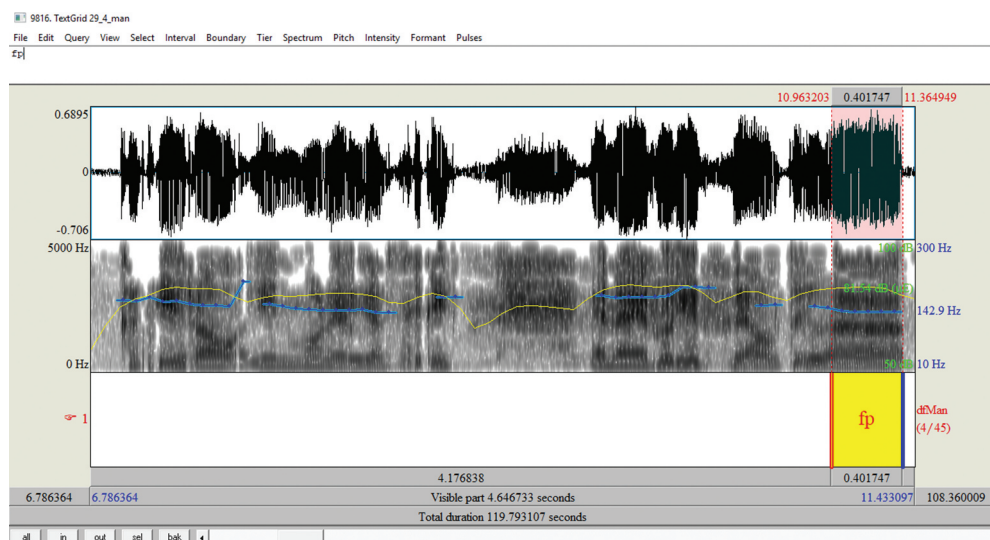 9816. TextGrid 29_4_man
File Edit Query View Select Interval Boundary Tier Spectrum Pitch Intensity Formant Pulses
fp
10.963203 0.401747 11.364949
0.6895
0
-0.706
5000 Hz 300 Hz
142.9 Hz
0 Hz 50 dB 10 Hz
1 fp dfMan
(4/45)
4.176838 0.401747
6.786364 6.786364 Visible part 4.646733 seconds 11.433097 108.360009
Total duration 119.793107 seconds
all in out sel bak